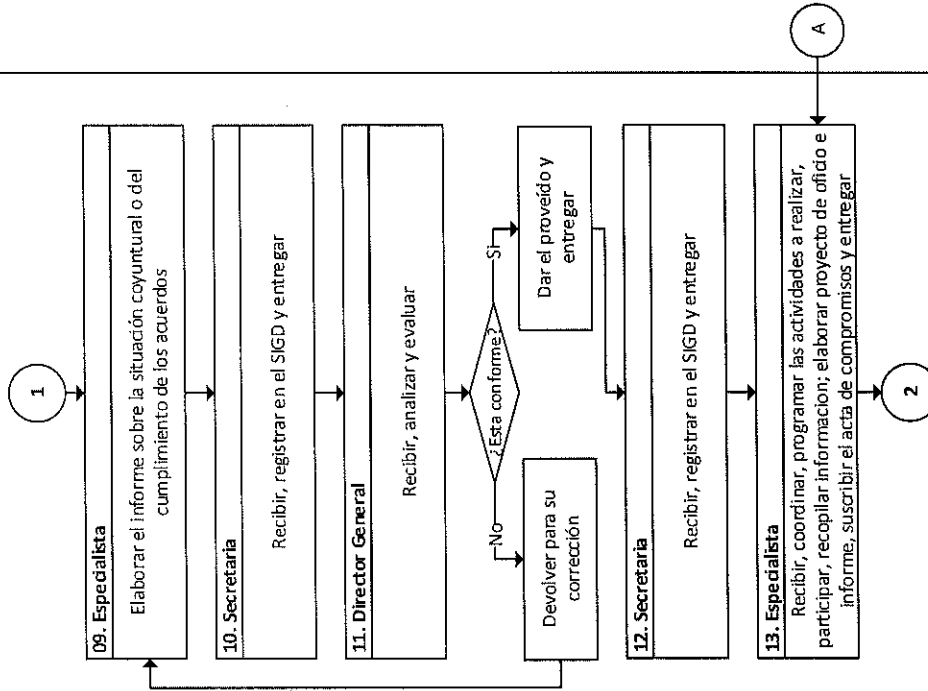 1
09. Especialista
Elaborar el informe sobre la situación coyuntural o del
cumplimiento de los acuerdos
10. Secretaria
Recibir, registrar en el SIGD y entregar
11. Director General
Recibir, analizar y evaluar
¿Esta conforme?
No
Si
Devolver para su
corrección
Dar el proveído y
entregar
12. Secretaria
Recibir, registrar en el SIGD y entregar
13. Especialista
Recibir, coordinar, programar las actividades a realizar,
participar, recopilar informacion; elaborar proyecto de oficio e
informe, suscribir el acta de compromisos y entregar
A
2